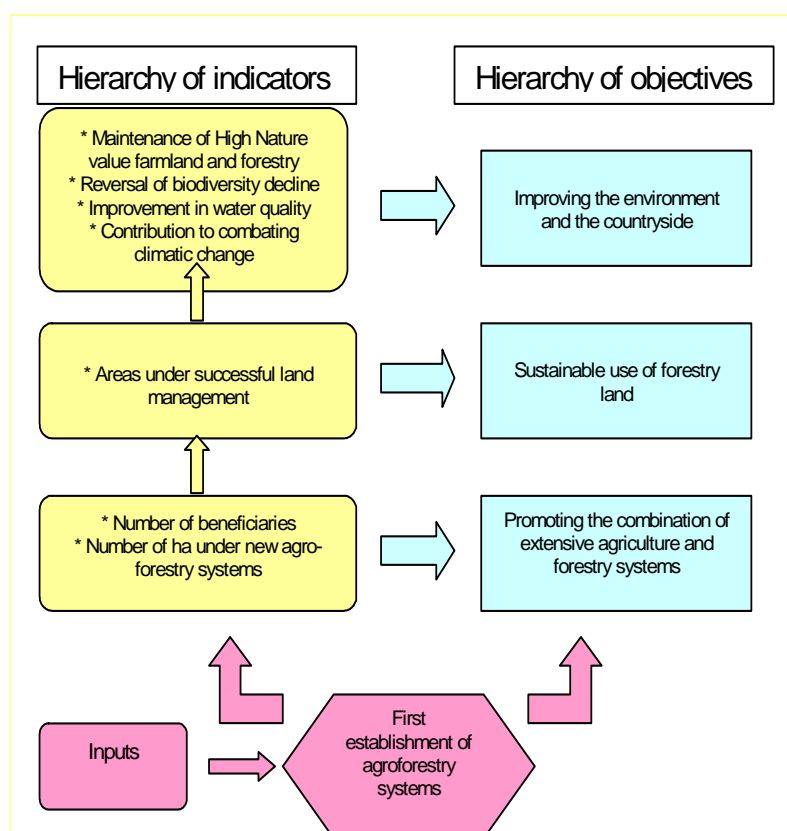 Hierarchy of indicators
Hierarchy of objectives
* Maintenance of High Nature
value farmland and forestry
* Reversal of biodiversity decline
* Improvement in water quality
* Contribution to combating
climatic change
Improving the environment
and the countryside
* Areas under successful land
management
Sustainable use of forestry
land
* Number of beneficiaries
* Number of ha under new agro-
forestry systems
Promoting the combination of
extensive agriculture and
forestry systems
Inputs
First
establishment of
agroforestry
systems